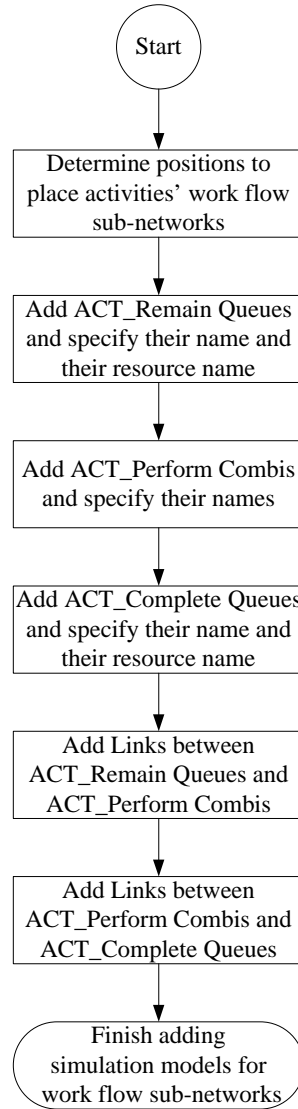 Start
Determine positions to
place activities’ work flow
sub-networks
Add ACT_Remain Queues
and specify their name and
their resource name
Add ACT_Perform Combis
and specify their names
Add ACT_Complete Queues
and specify their name and
their resource name
Add Links between
ACT_Remain Queues and
ACT_Perform Combis
Add Links between
ACT_Perform Combis and
ACT_Complete Queues
Finish adding
simulation models for
work flow sub-networks